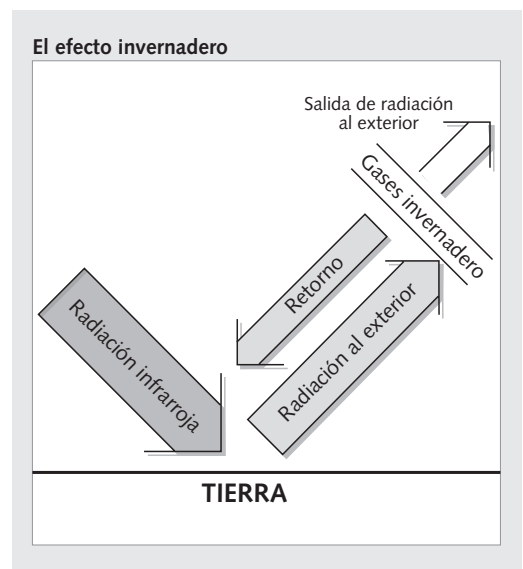 El efecto invernadero
Salida de radiación
al exterior
Gases invernadero
Retorno
Radiación al exterior
Radiación infrarroja
TIERRA